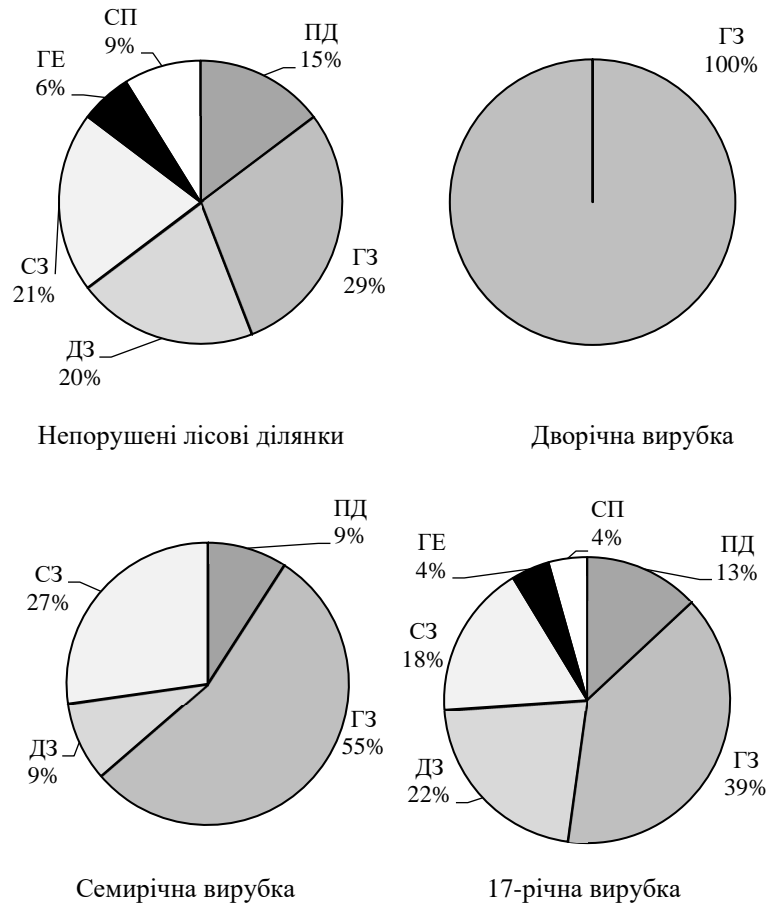 СП
9%
ПД
15%
ГЕ
6%
ГЗ
29%
СЗ
21%
ДЗ
20%
Непорушені лісові ділянки
ГЗ
100%
Дворічна вирубка
ПД
9%
СЗ
27%
ГЗ
55%
ДЗ
9%
Семирічна вирубка
СП
4%
ГЕ
4%
ПД
13%
СЗ
18%
ГЗ
39%
ДЗ
22%
17-річна вирубка